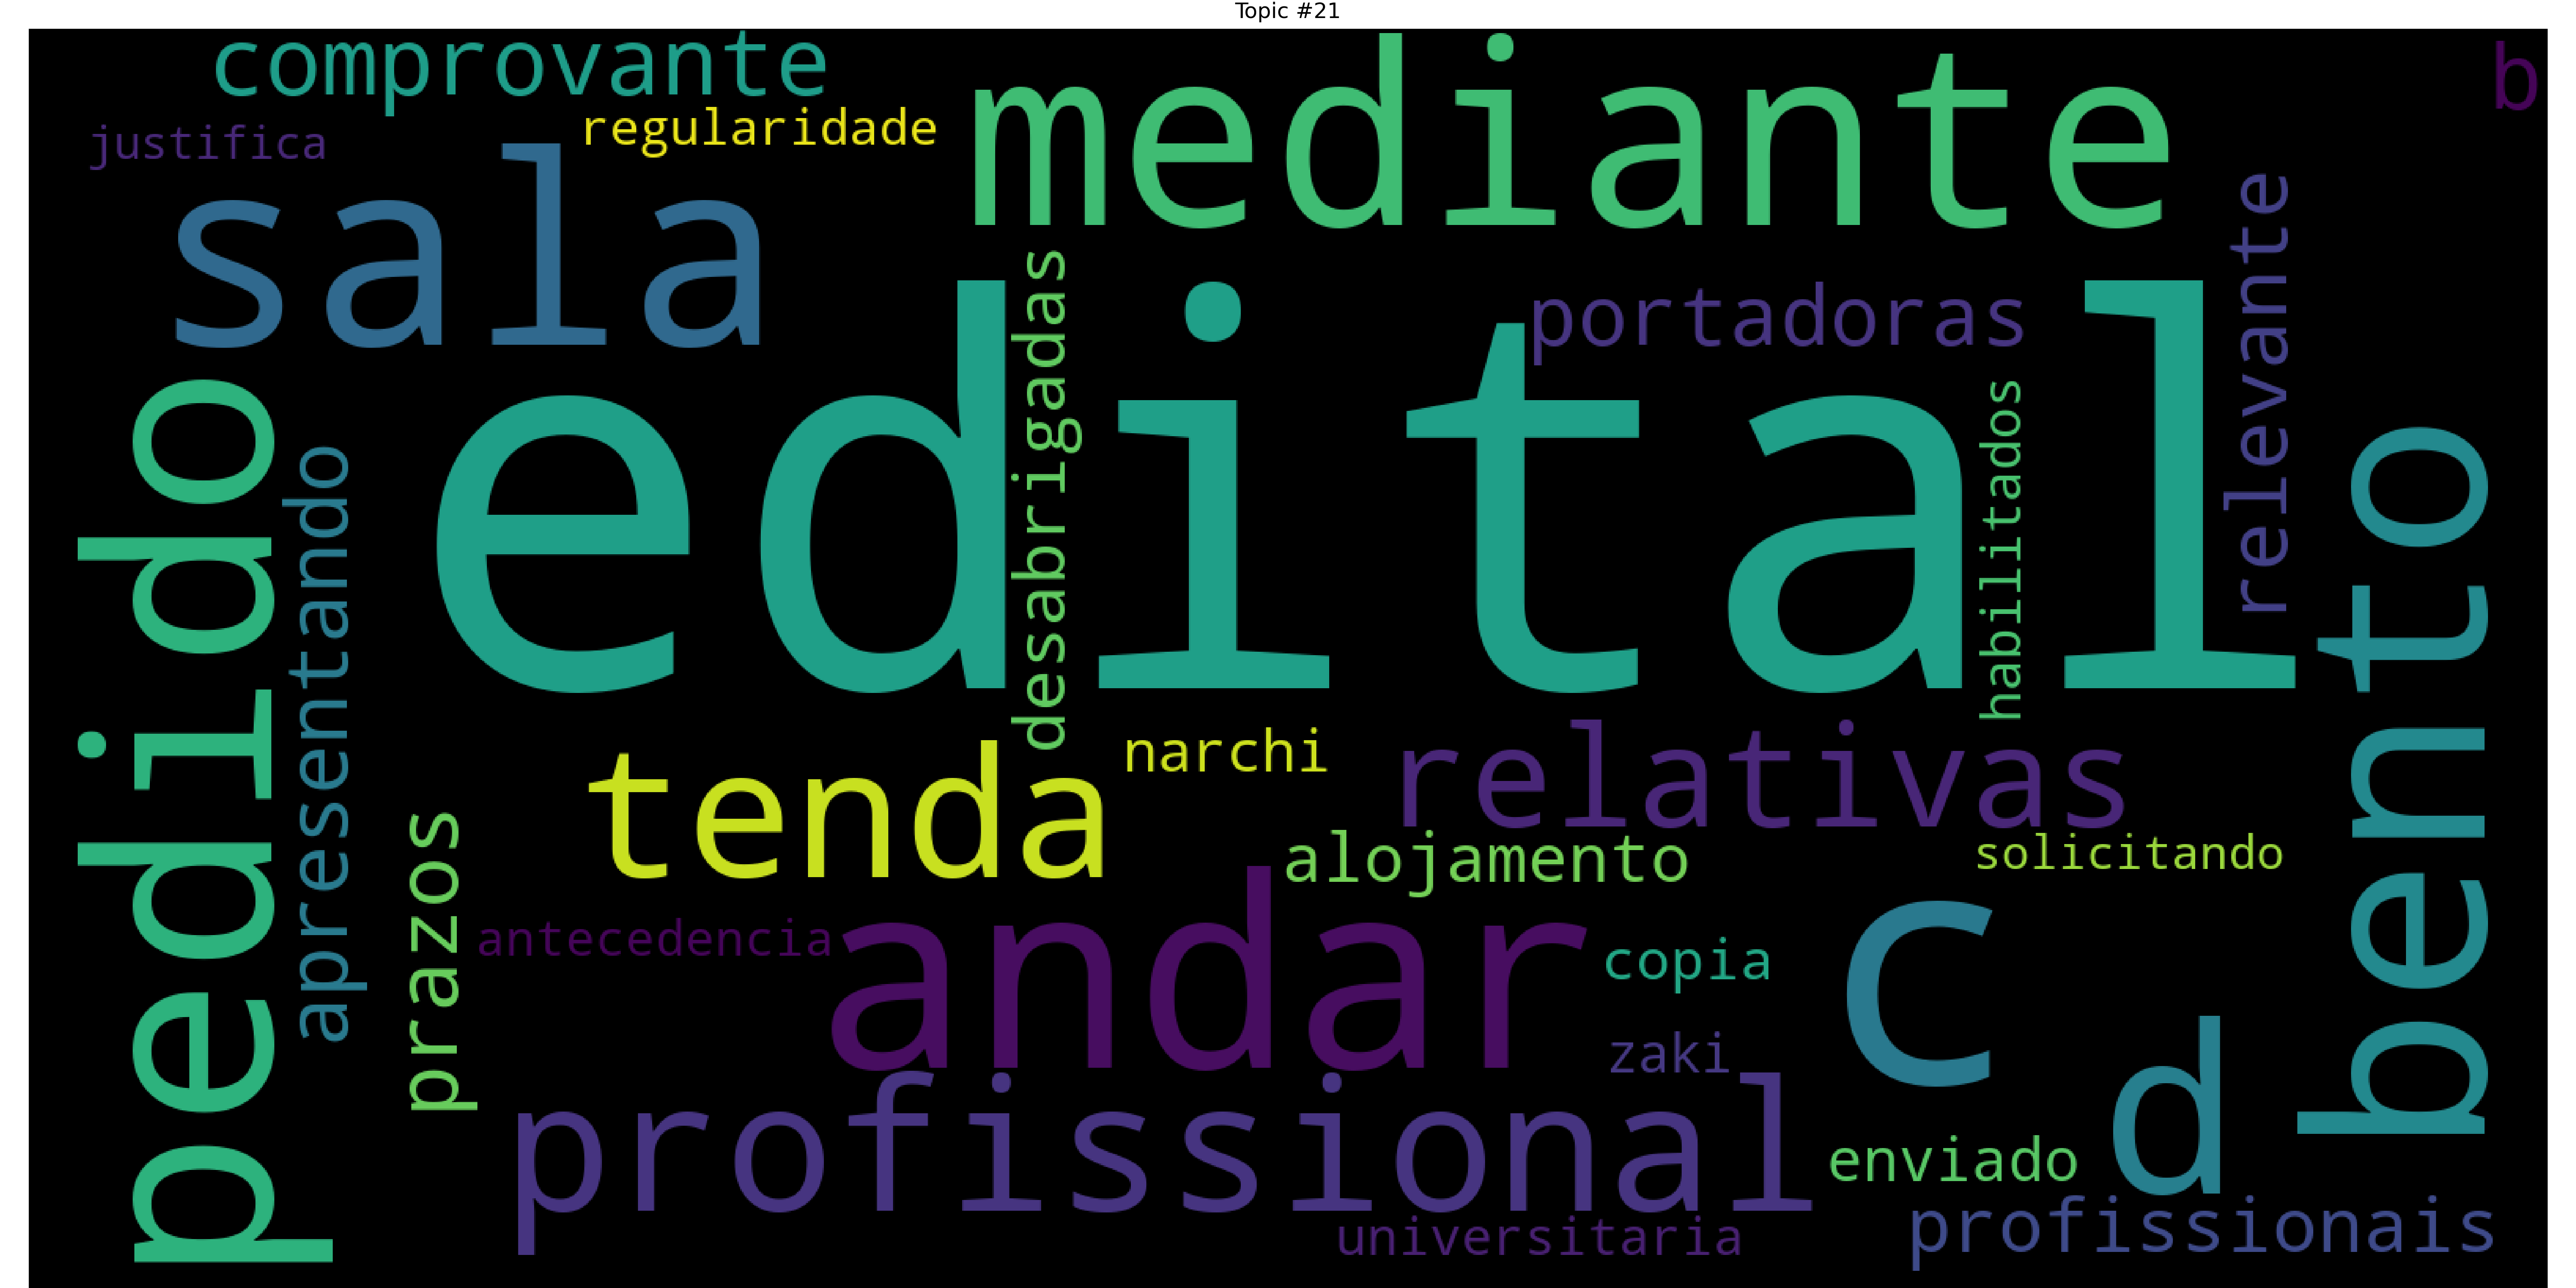 Topic #21
comprovante
b
justifica
regularidade
mediante
sala
relevante
desabrigadas
portadoras
pedido
apresentando
edital
habilitados
bento
tenda
narchi
relativas
prazos
alojamento
solicitando
antecedencia
andar
copia
c
zaki
d
profissional
enviado
universitaria
profissionais